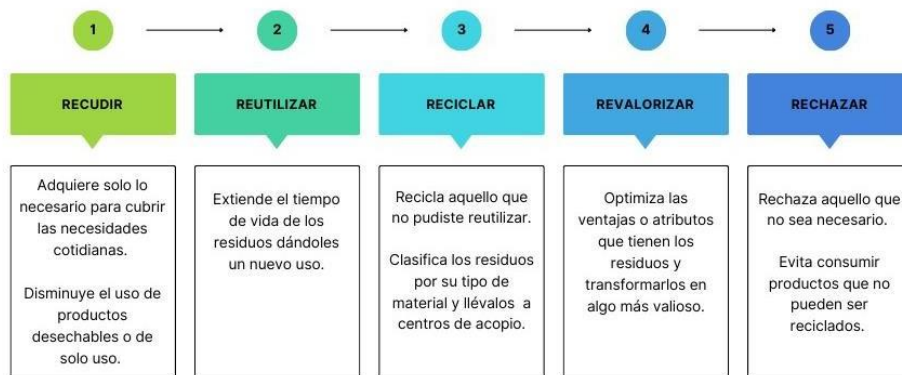 1
2
3
4
5
RECUDIR
REUTILIZAR
RECICLAR
REVALORIZAR
RECHAZAR
Adquiere solo lo
necesario para cubrir
las necesidades
cotidianas.
Disminuye el uso de
productos
desechables o de
solo uso.
Extiende el tiempo
de vida de los
residuos dándoles
un nuevo uso.
Recicla aquello que
no pudiste reutilizar.
Clasifica los residuos
por su tipo de
material y llévalos a
centros de acopio.
Optimiza las
ventajas o atributos
que tienen los
residuos y
transformarlos en
algo más valioso.
Rechaza aquello que
no sea necesario.
Evita consumir
productos que no
pueden ser
reciclados.